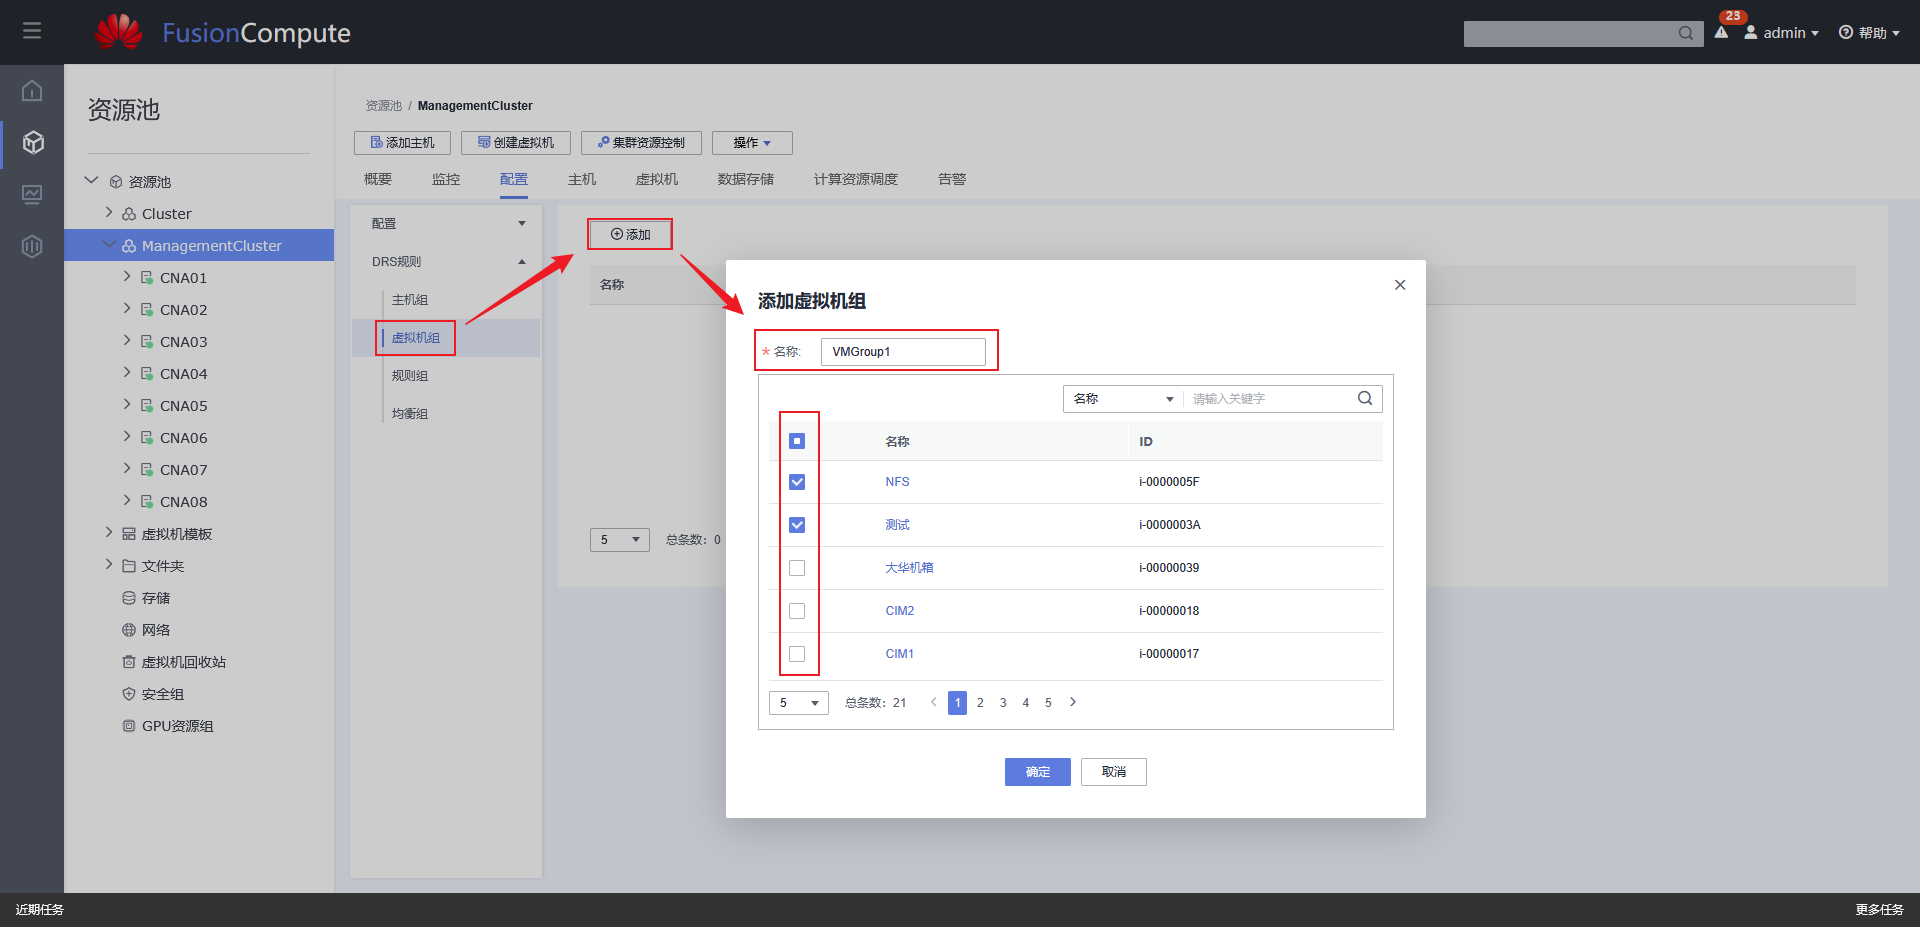 FusionCompute
23
admin
帮助
资源池
资源池
Cluster
ManagementCluster
CNA01
CNA02
CNA03
CNA04
CNA05
CNA06
CNA07
CNA08
虚拟机模板
文件夹
存储
网络
虚拟机回收站
安全组
GPU资源组
资源池 / ManagementCluster
添加主机 创建虚拟机 集群资源控制 操作
概要 监控 配置 主机 虚拟机 数据存储 计算资源调度 告警
配置
DRS规则
主机组
虚拟机组
规则组
均衡组
添加
名称
5 总条数: 0
添加虚拟机组
* 名称: VMGroup1
名称 请输入关键字
名称 ID
NFS i-0000005F
测试 i-0000003A
大华机箱 i-00000039
CIM2 i-00000018
CIM1 i-00000017
5 总条数: 21 < 1 2 3 4 5 >
确定 取消
近期任务 更多任务